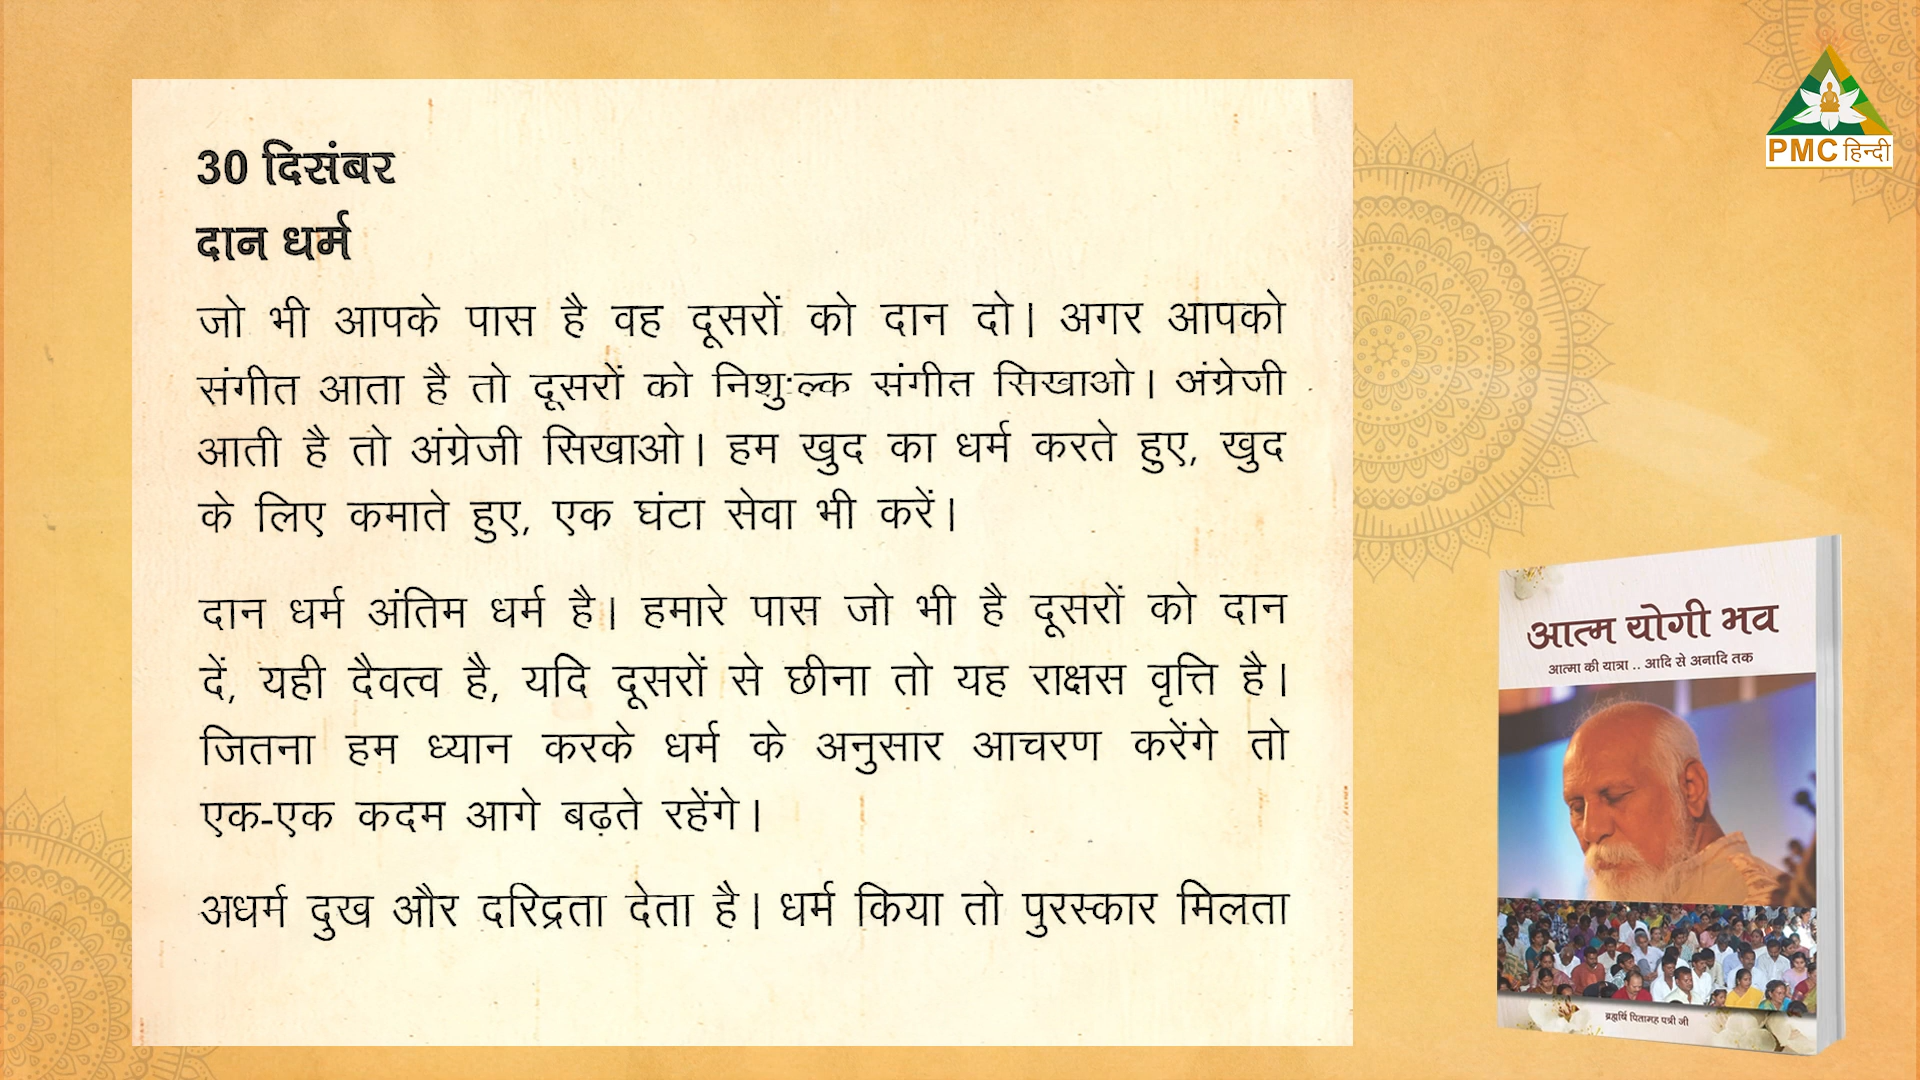 30 दिसंबर
दान धर्म
जो भी आपके पास है वह दूसरों को दान दो। अगर आपको
संगीत आता है तो दूसरों को निशुःल्क संगीत सिखाओ। अंग्रेजी
आती है तो अंग्रेजी सिखाओ। हम खुद का धर्म करते हुए, खुद
के लिए कमाते हुए, एक घंटा सेवा भी करें।
दान धर्म अंतिम धर्म है। हमारे पास जो भी है दूसरों को दान
दें, यही दैवत्व है, यदि दूसरों से छीना तो यह राक्षस वृत्ति है।
जितना हम ध्यान करके धर्म के अनुसार आचरण करेंगे तो
एक-एक कदम आगे बढ़ते रहेंगे।
अधर्म दुख और दरिद्रता देता है। धर्म किया तो पुरस्कार मिलता
PMC हिन्दी
आत्म योगी भव
आत्मा की यात्रा .. आदि से अनादि तक
ब्रह्मर्षि पितामह पत्री जी